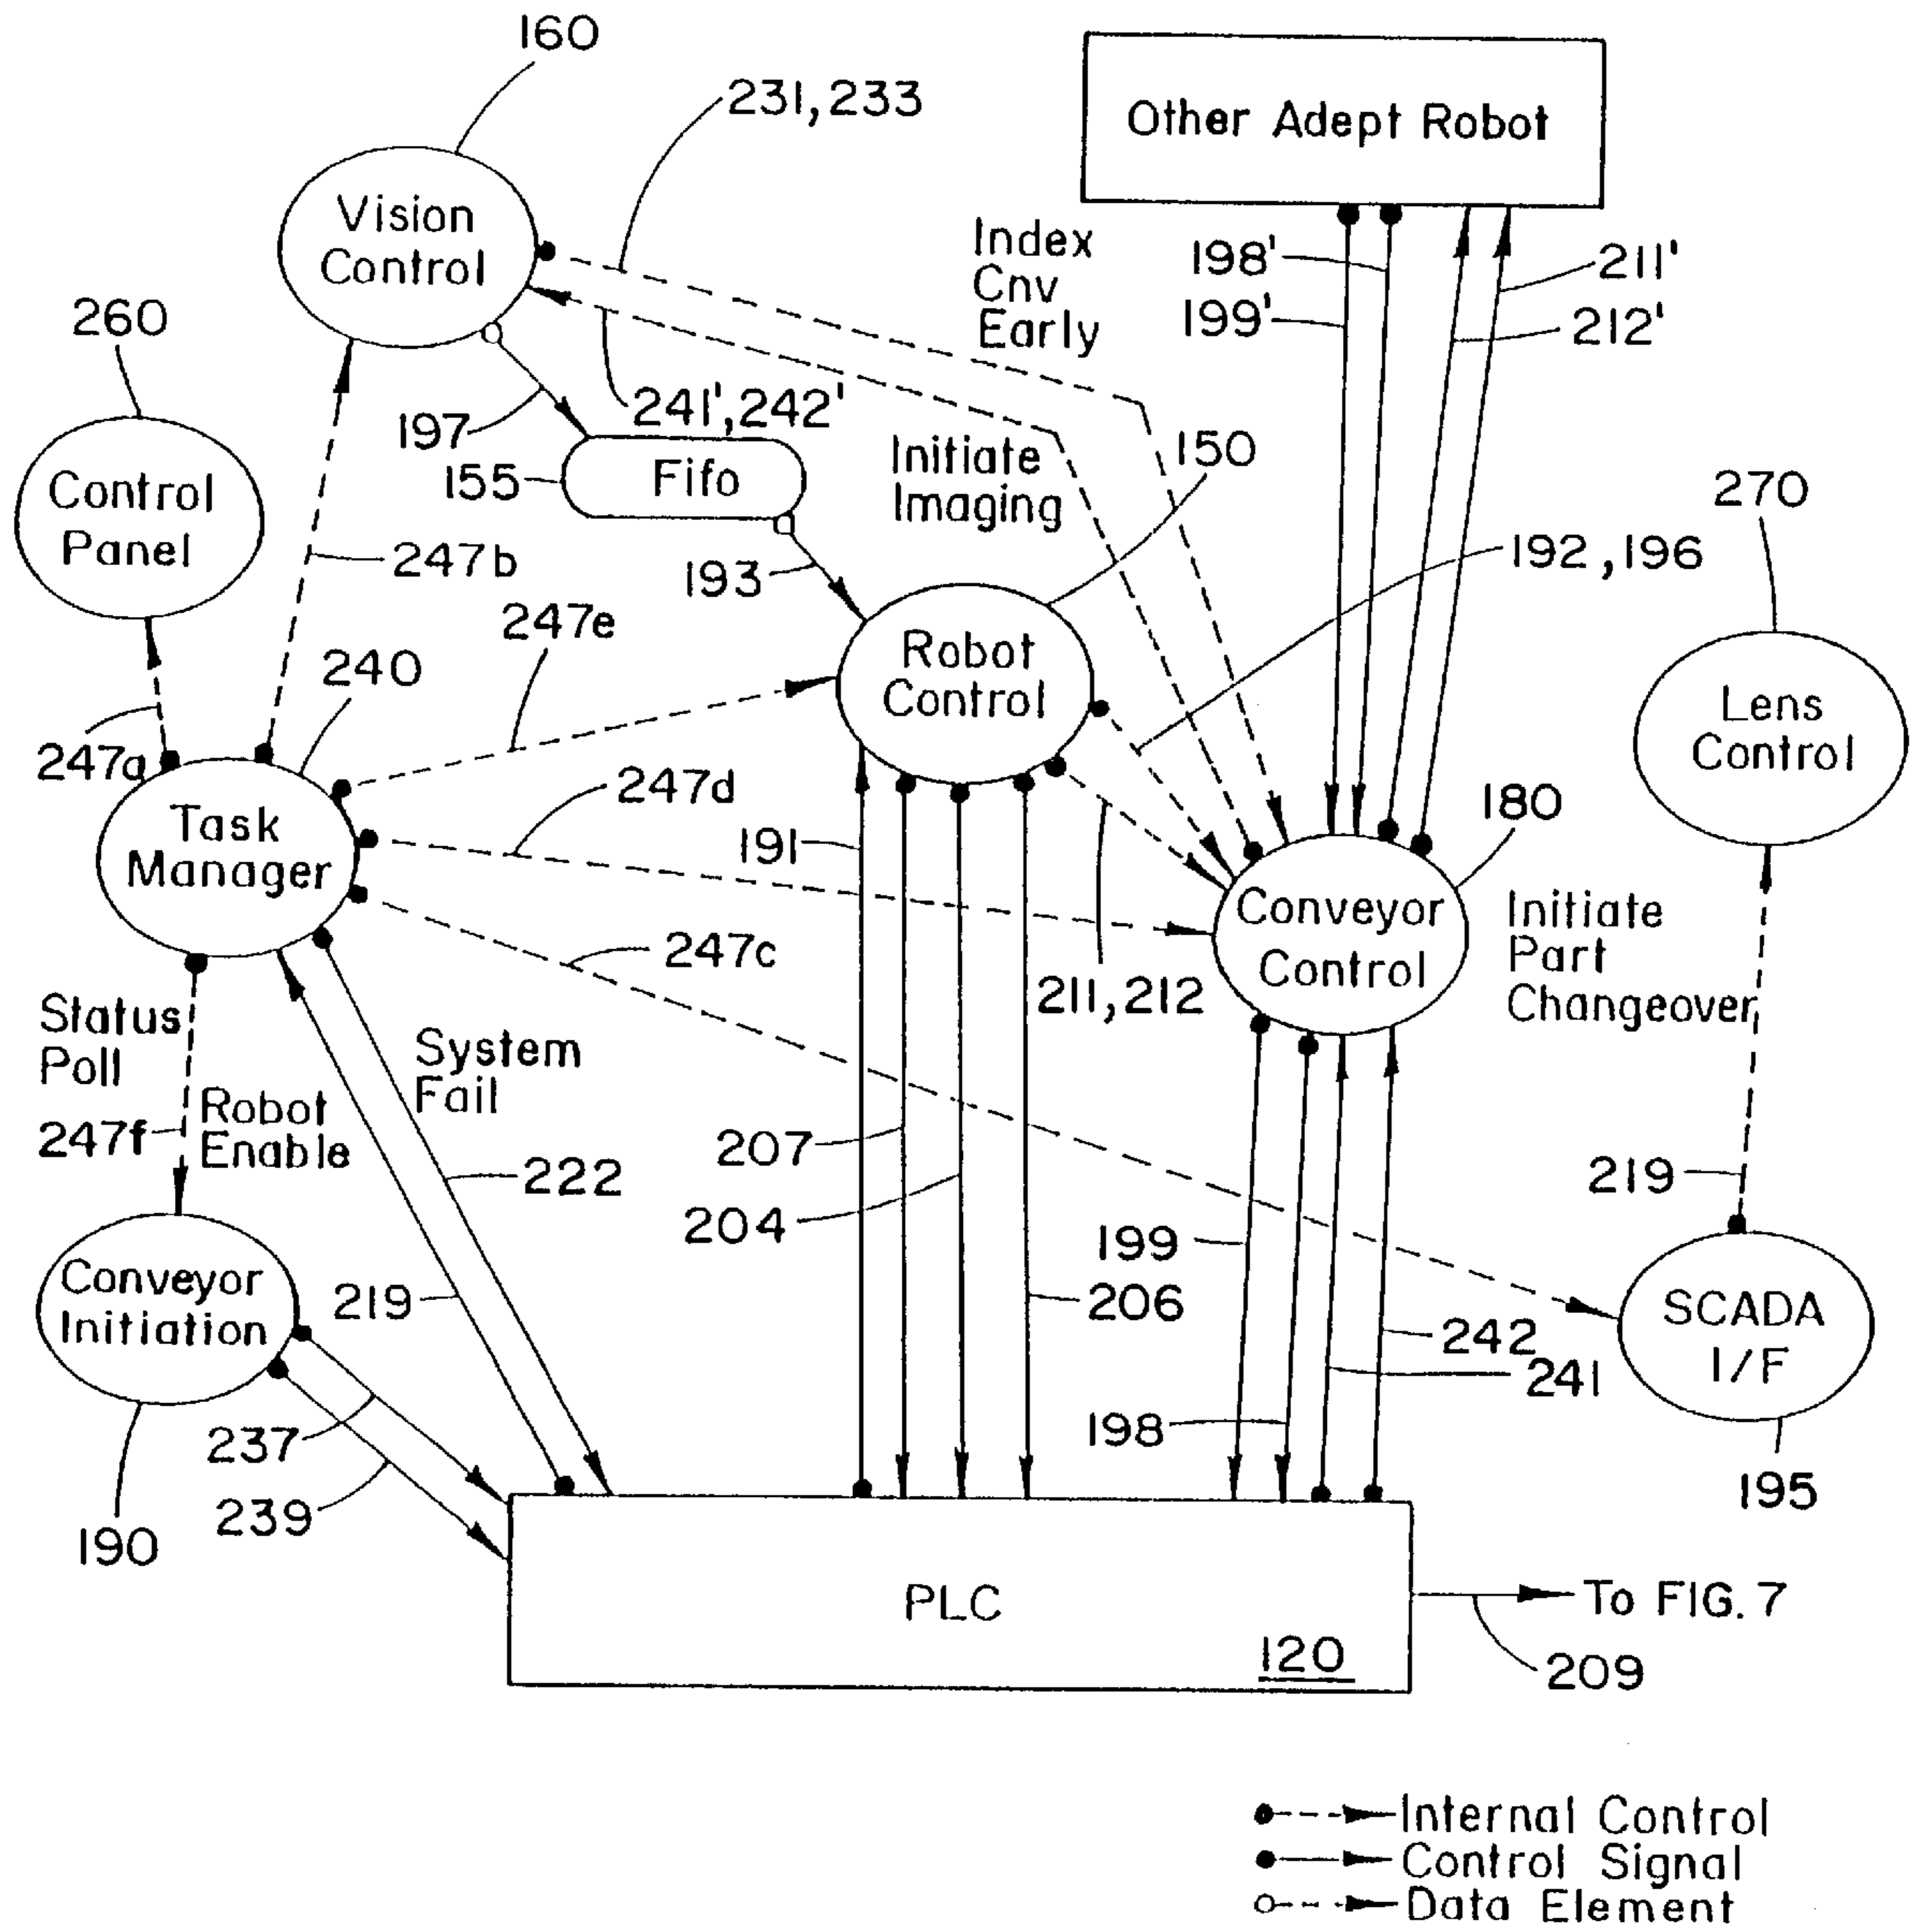 160
231,233
Other Adept Robot
Vision
Control
Index
Cnv
Early
198'
199'
211'
212'
260
241',242'
197
155
Fifo
Initiate
Imaging
150
270
Control
Panel
247b
193
192,196
247e
240
Robot
Control
Lens
Control
247a
247d
180
Task
Manager
191
Conveyor
Control
Initiate
Part
Changeover
247c
211,212
Status
Poll
System
Fail
247f
Robot
Enable
207
222
204
199
219
Conveyor
Initiation
219
206
SCADA
I/F
242
241
198
237
239
190
195
PLC
120
To FIG. 7
209
Internal Control
Control Signal
Data Element